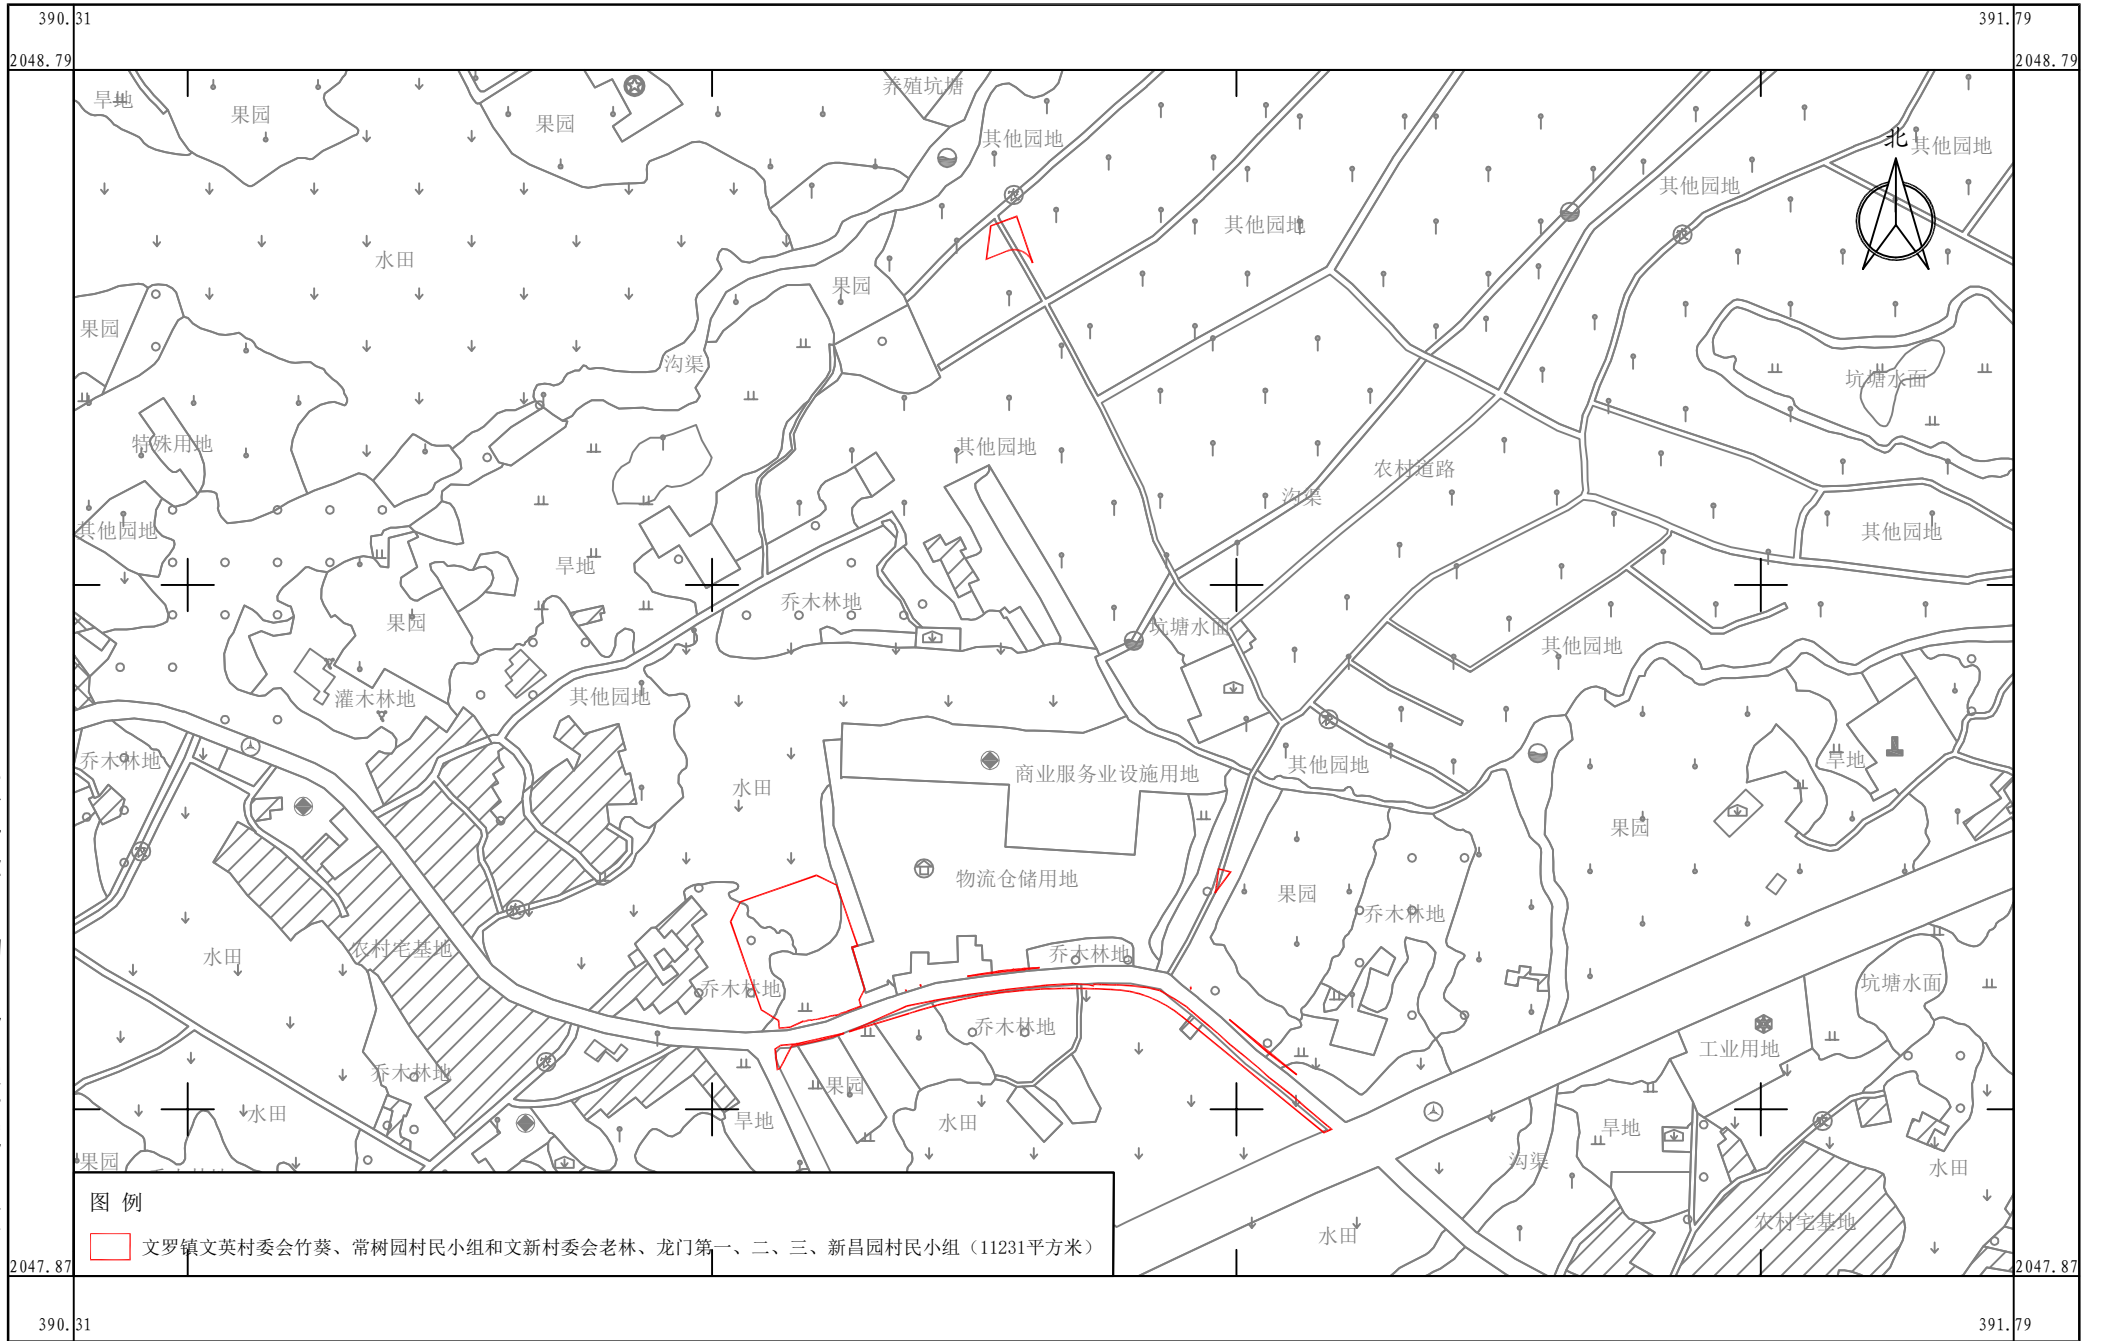 390.31
391.79
2048.79
2048.79
养殖坑塘
旱地
果园
果园
其他园地
北
其他园地
其他园地
其他园地
水田
果园
果园
沟渠
坑塘水面
特殊用地
其他园地
农村道路
沟渠
其他园地
其他园地
旱地
乔木林地
果园
坑塘水面
其他园地
灌木林地
其他园地
乔木林地
商业服务业设施用地
其他园地
旱地
水田
果园
物流仓储用地
果园
乔木林地
农村宅基地
水田
乔木林地
乔木林地
坑塘水面
乔木林地
工业用地
乔木林地
果园
水田
旱地
水田
旱地
果园
沟渠
水田
农村宅基地
水田
图 例
文罗镇文英村委会竹葵、常树园村民小组和文新村委会老林、龙门第一、二、三、新昌园村民小组（11231平方米）
2047.87
2047.87
390.31
391.79